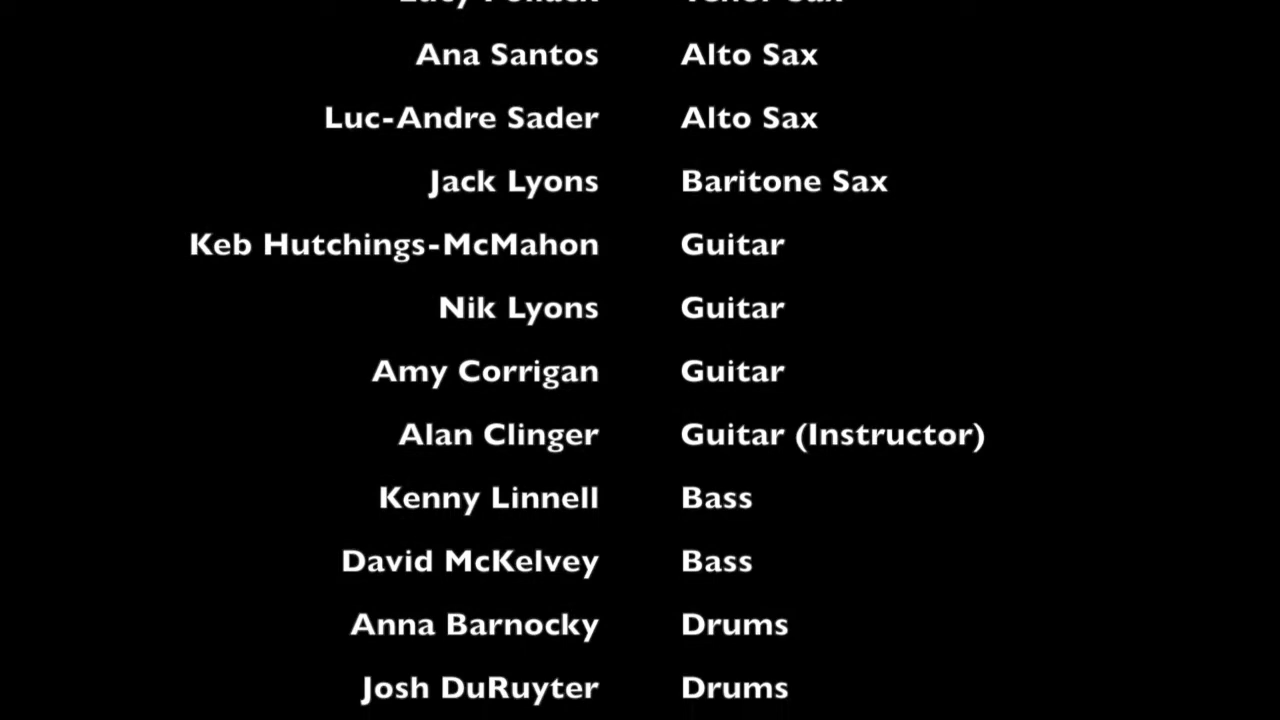 Ana Santos Alto Sax
Luc-Andre Sader Alto Sax
Jack Lyons Baritone Sax
Keb Hutchings-McMahon Guitar
Nik Lyons Guitar
Amy Corrigan Guitar
Alan Clinger Guitar (Instructor)
Kenny Linnell Bass
David McKelvey Bass
Anna Barnocky Drums
Josh DuRuyter Drums